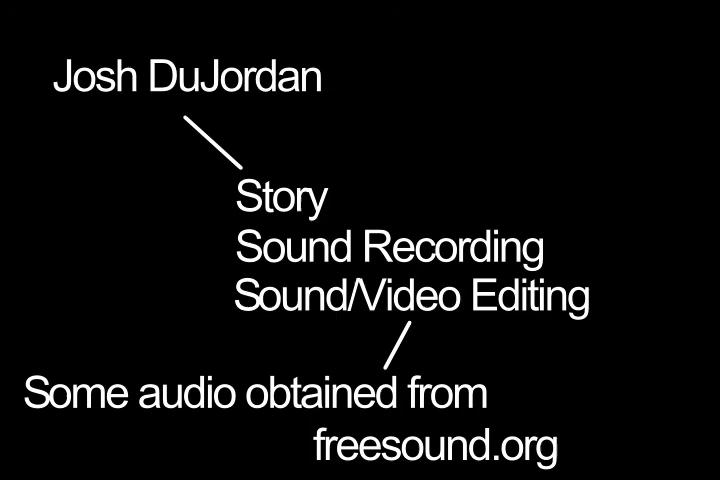 Josh DuJordan
Story
Sound Recording
Sound/Video Editing
Some audio obtained from
freesound.org